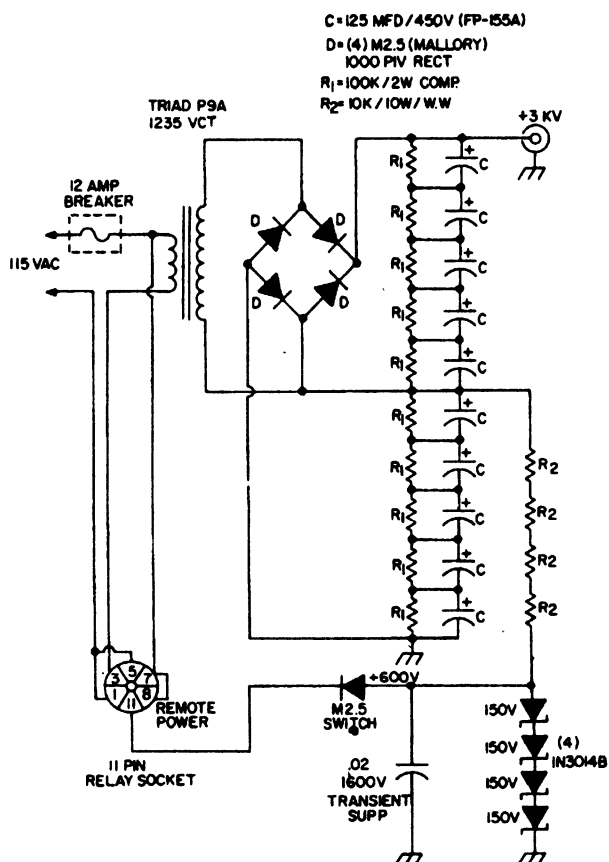 C=125 MFD/450V (FP-155A)
D=(4) M2.5 (MALLORY)
1000 PIV RECT
R1=100K/2W COMP.
R2=10K/10W/W.W
TRIAD P9A
1235 VCT
+3 KV
12 AMP
BREAKER
115 VAC
D
D
D
D
R1
+
C
R1
+
C
R1
+
C
R1
+
C
R1
+
C
R1
+
C
R1
+
C
R1
+
C
R1
+
C
R1
+
C
R2
R2
R2
R2
3
5
7
1
11
8
REMOTE
POWER
11 PIN
RELAY SOCKET
+600V
M2.5
SWITCH
.02
1600V
TRANSIENT
SUPP
150V
150V
150V
150V
(4)
1N3014B